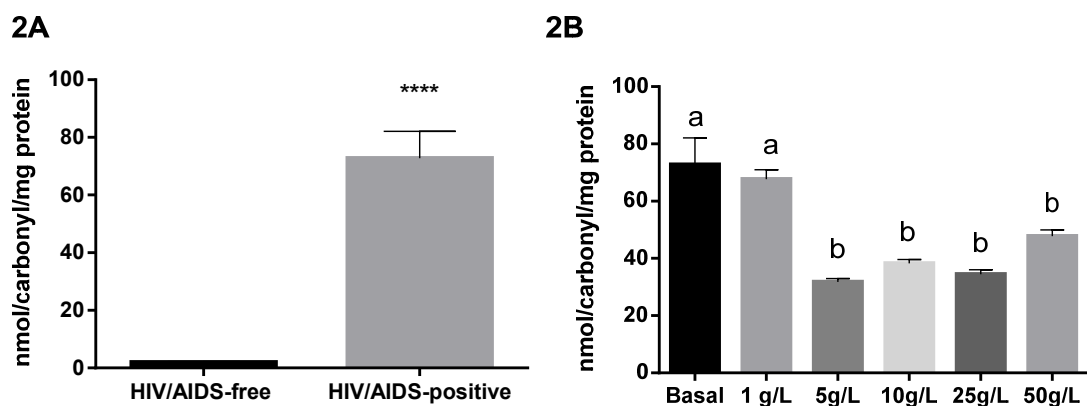 2A
nmol/carbonyl/mg protein
100
80
60
40
20
0
****
HIV/AIDS-free
HIV/AIDS-positive
2B
nmol/carbonyl/mg protein
100
80
60
40
20
0
a
a
b
b
b
b
Basal
1 g/L
5g/L
10g/L
25g/L
50g/L